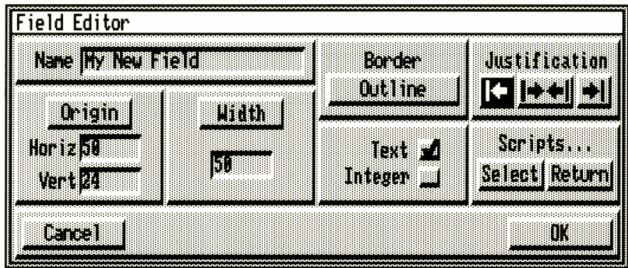 Field Editor
Name My New Field
Border
Outline
Justification
Origin
Horiz 50
Vert 24
Width
50
Text
Integer
Scripts...
Select Return
Cancel
OK